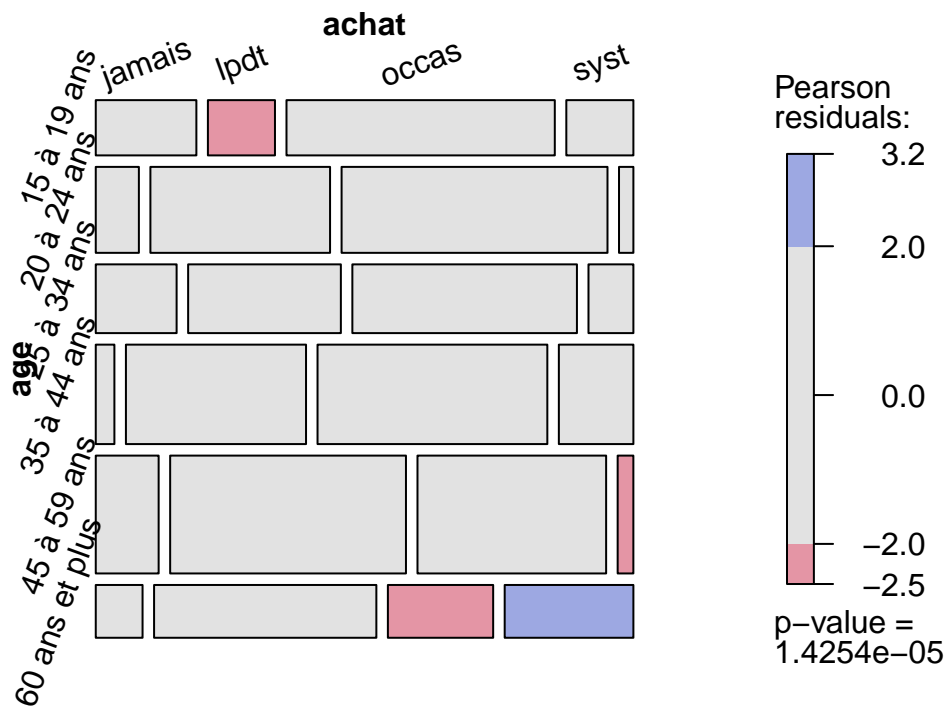 achat
jamais
lpdt
occas
syst
age
15 à 19 ans
20 à 24 ans
25 à 34 ans
35 à 44 ans
45 à 59 ans
60 ans et plus
Pearson
residuals:
3.2
2.0
0.0
−2.0
−2.5
p−value =
1.4254e−05